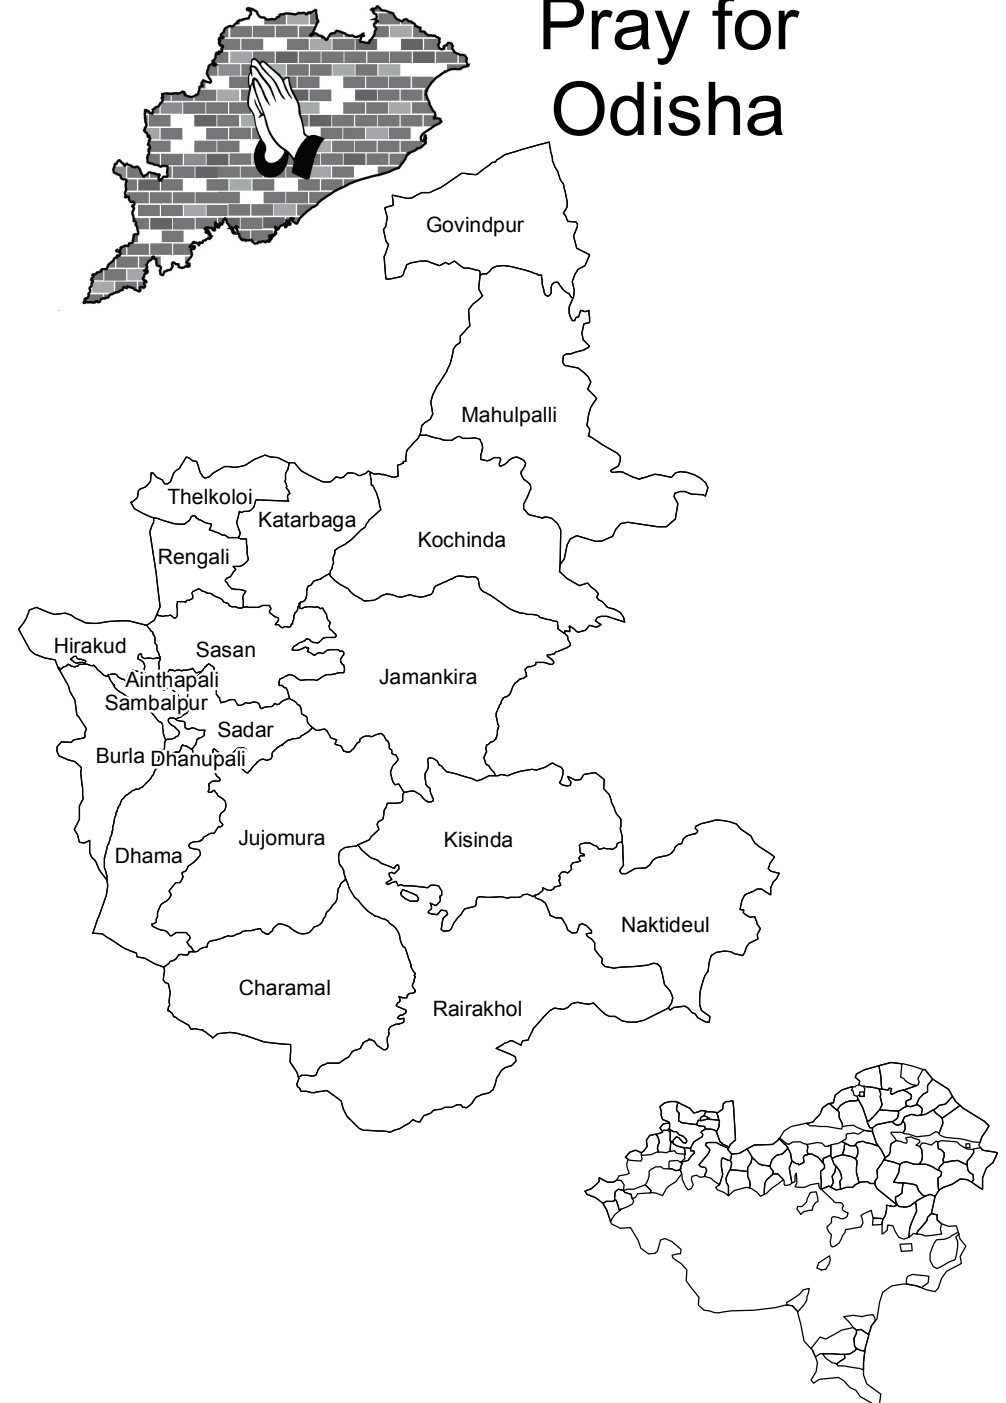 Pray for
Odisha
Govindpur
Mahulpalli
Thelkoloi
Katarbaga
Kochinda
Rengali
Hirakud
Sasan
Ainthapali
Jamankira
Sambalpur
Sadar
Burla
Dhanupali
Jujomura
Kisinda
Dhama
Naktideul
Charamal
Rairakhol